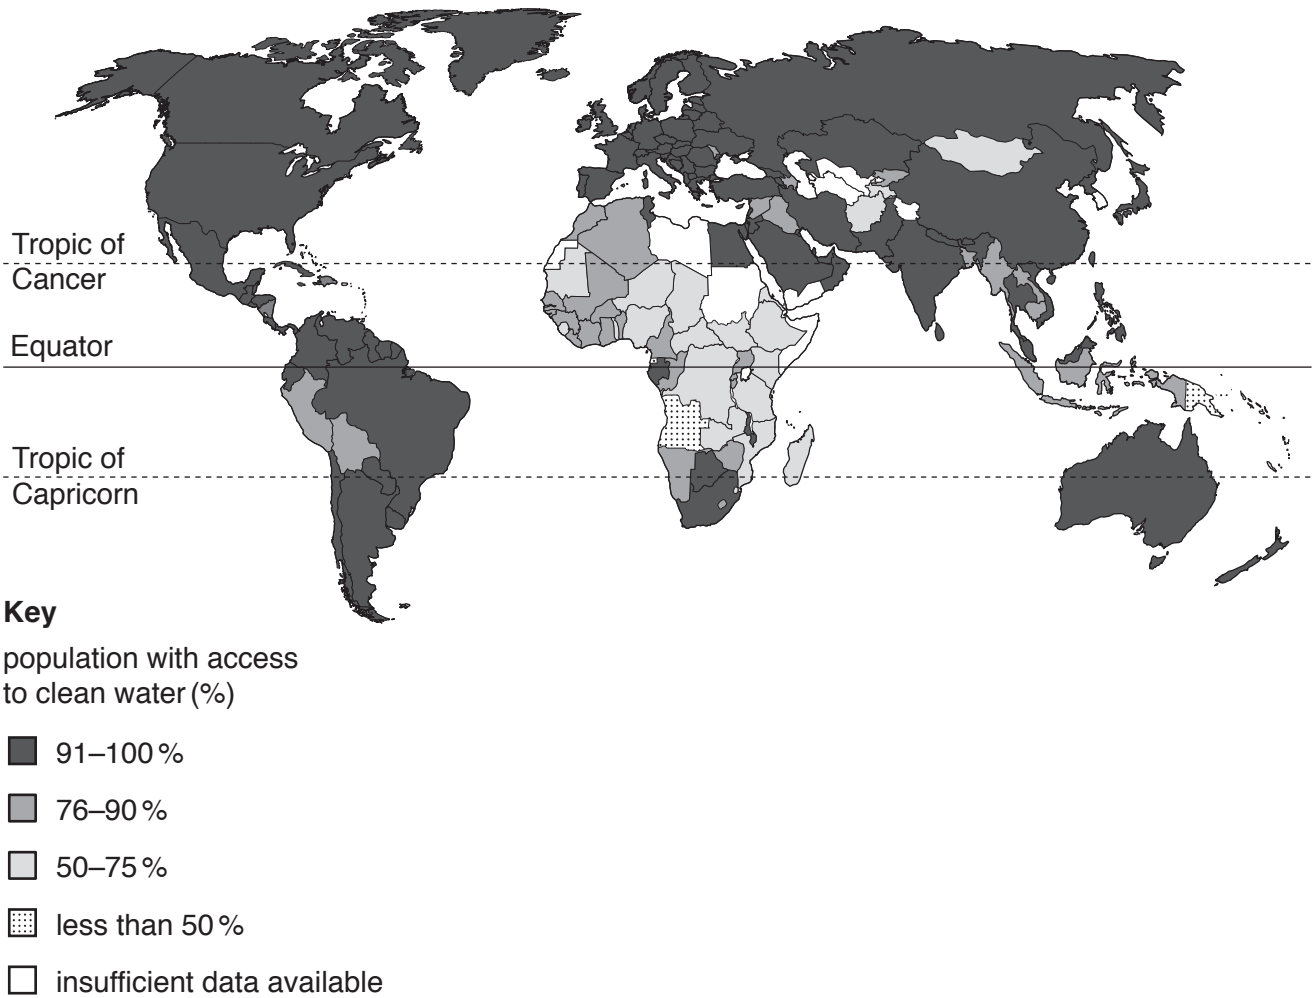 Tropic of
Cancer
Equator
Tropic of
Capricorn
Key
population with access
to clean water (%)
91–100 %
76–90 %
50–75 %
less than 50 %
insufficient data available